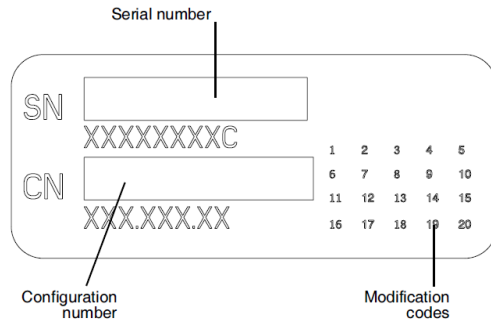 Serial number
SN
XXXXXXXXC
CN
XXX.XXX.XX
1 2 3 4 5
6 7 8 9 10
11 12 13 14 15
16 17 18 19 20
Configuration
number
Modification
codes